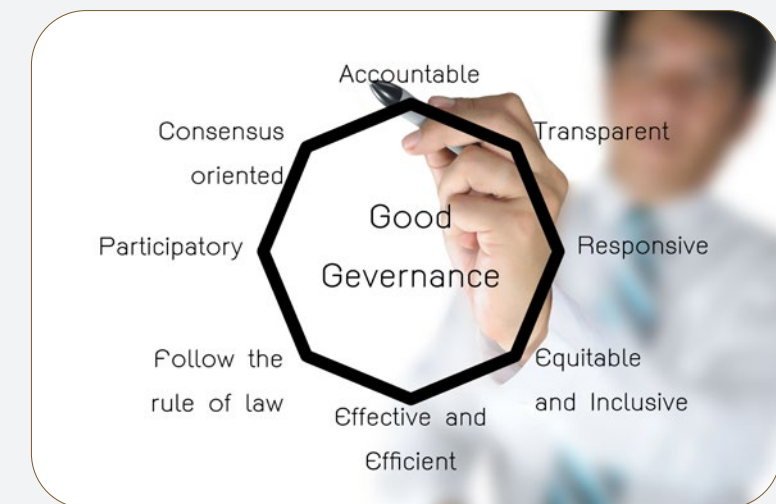 Accountable
Transparent
Responsive
Equitable
and Inclusive
Effective and
Efficient
Follow the
rule of law
Participatory
Consensus
oriented
Good
Gevernance